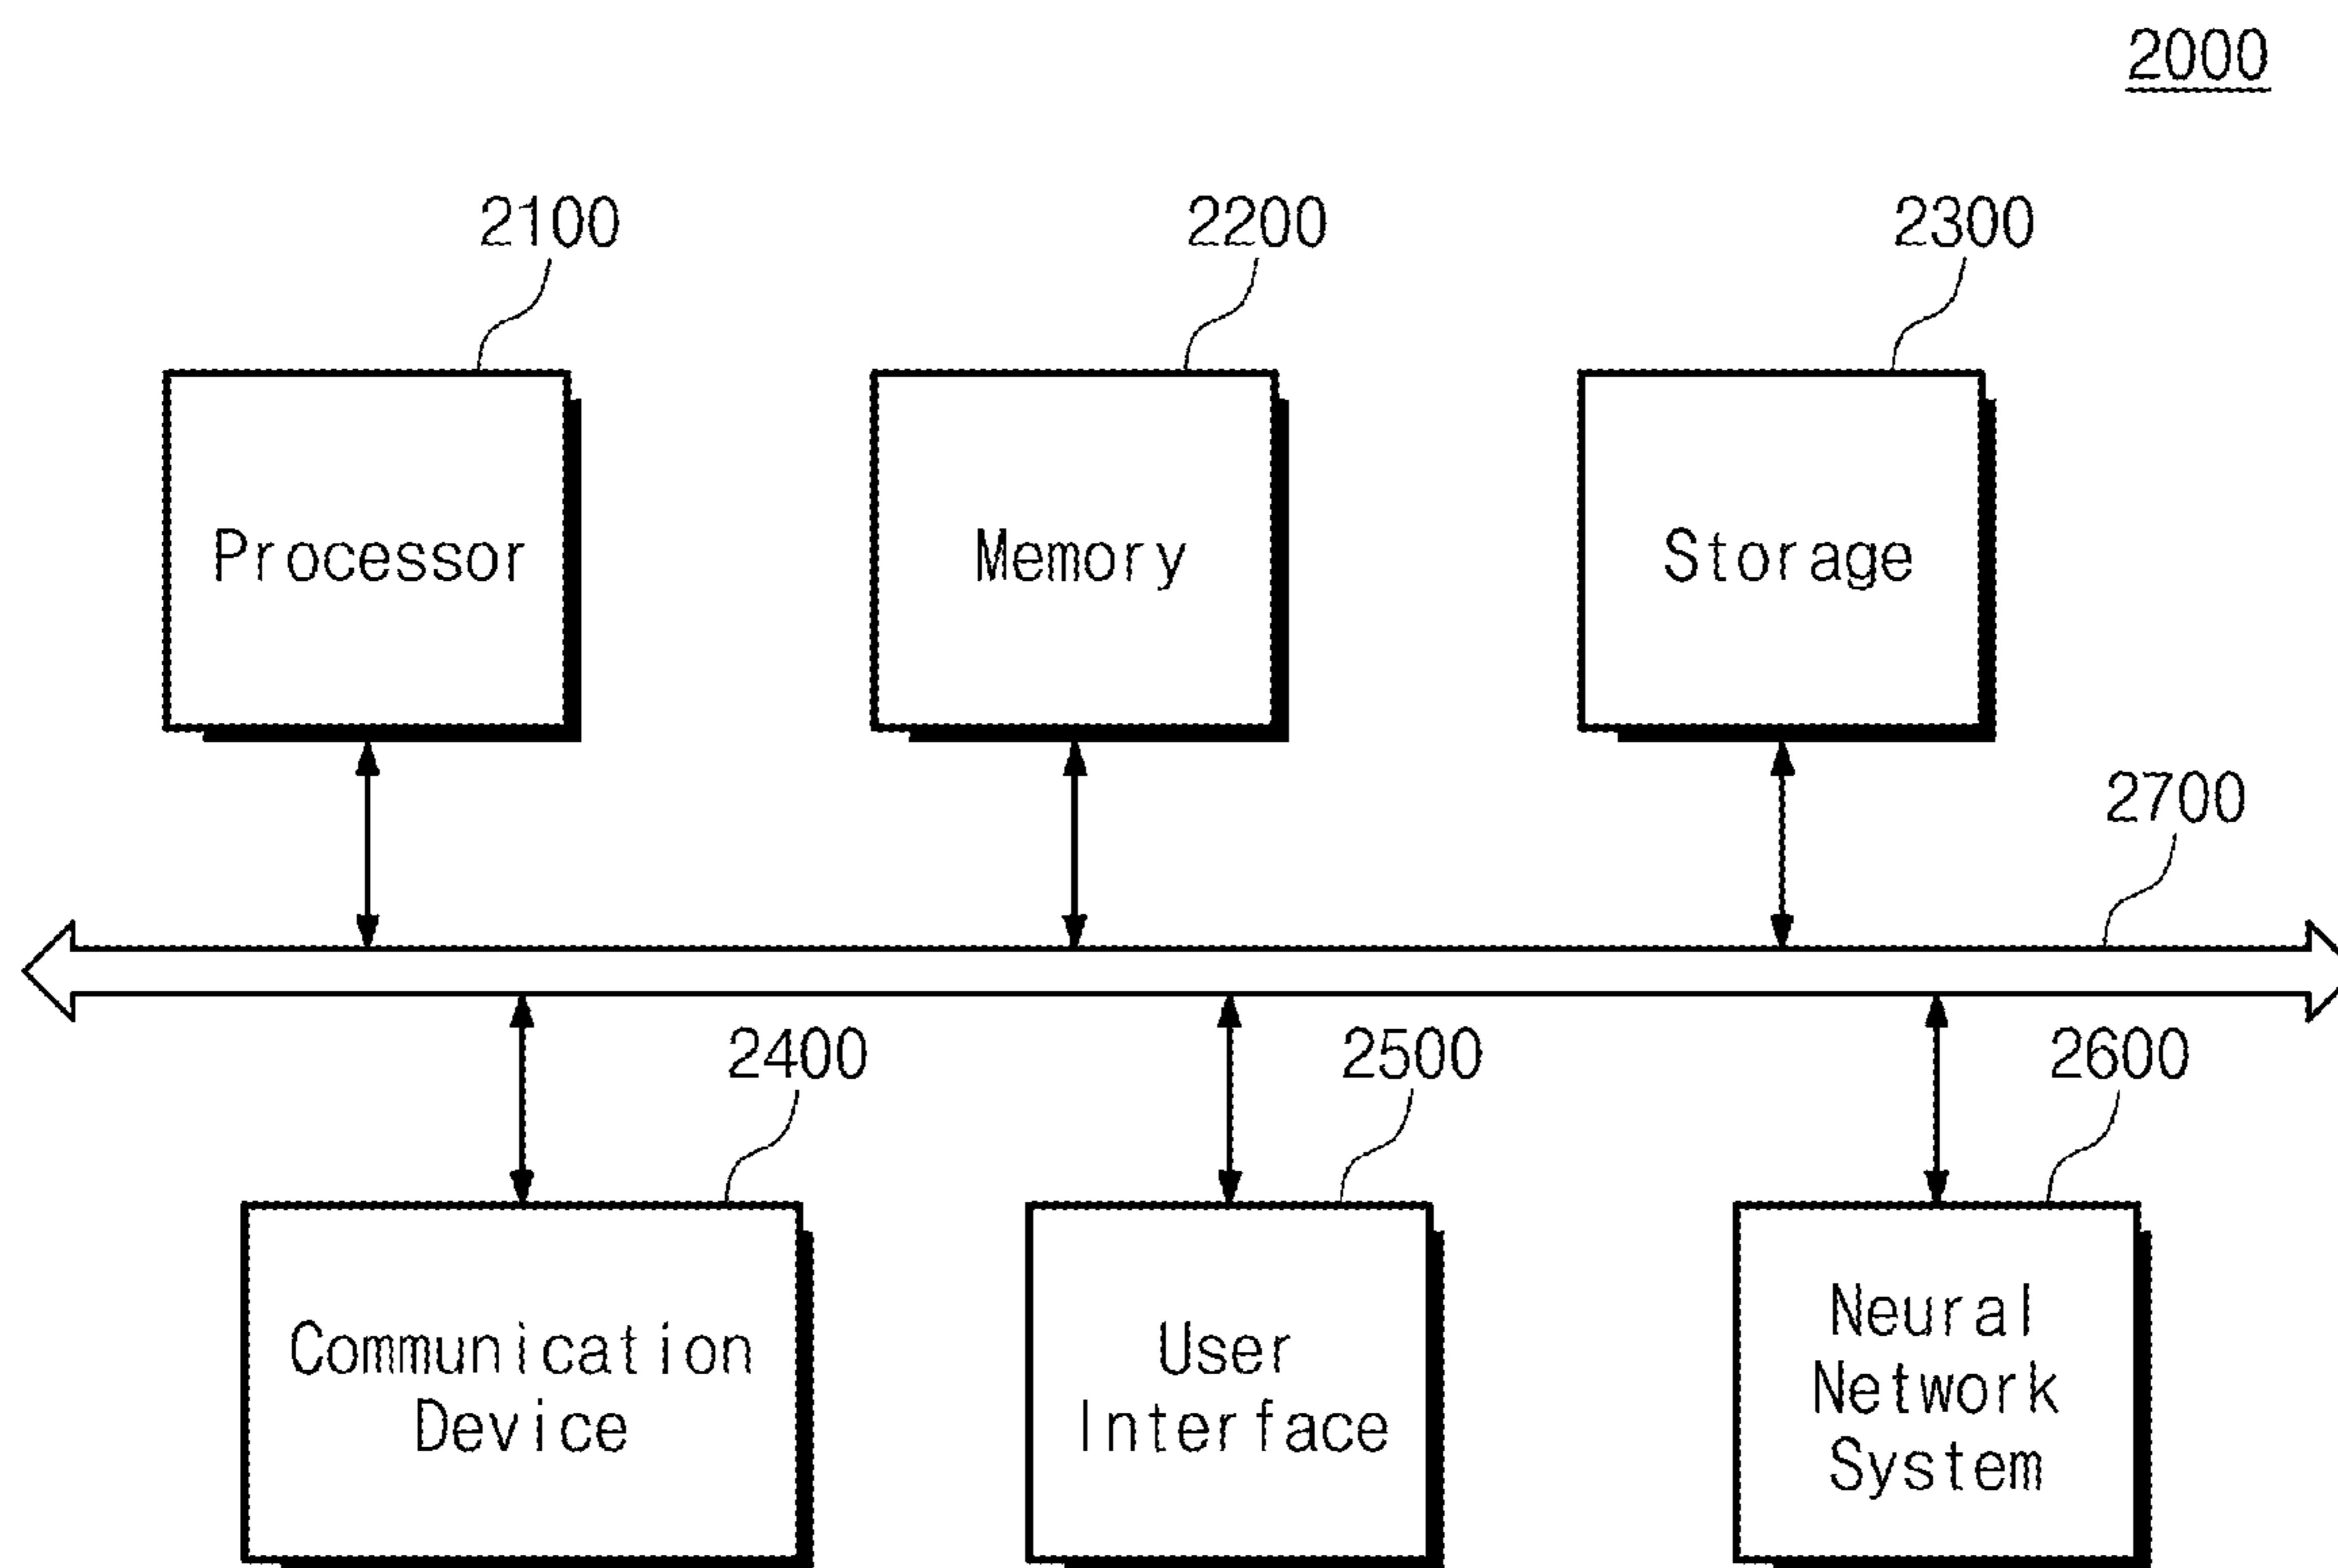 2000
2100
2200
2300
Processor
Memory
Storage
2700
2400
2500
2600
Communication
Device
User
Interface
Neural
Network
System